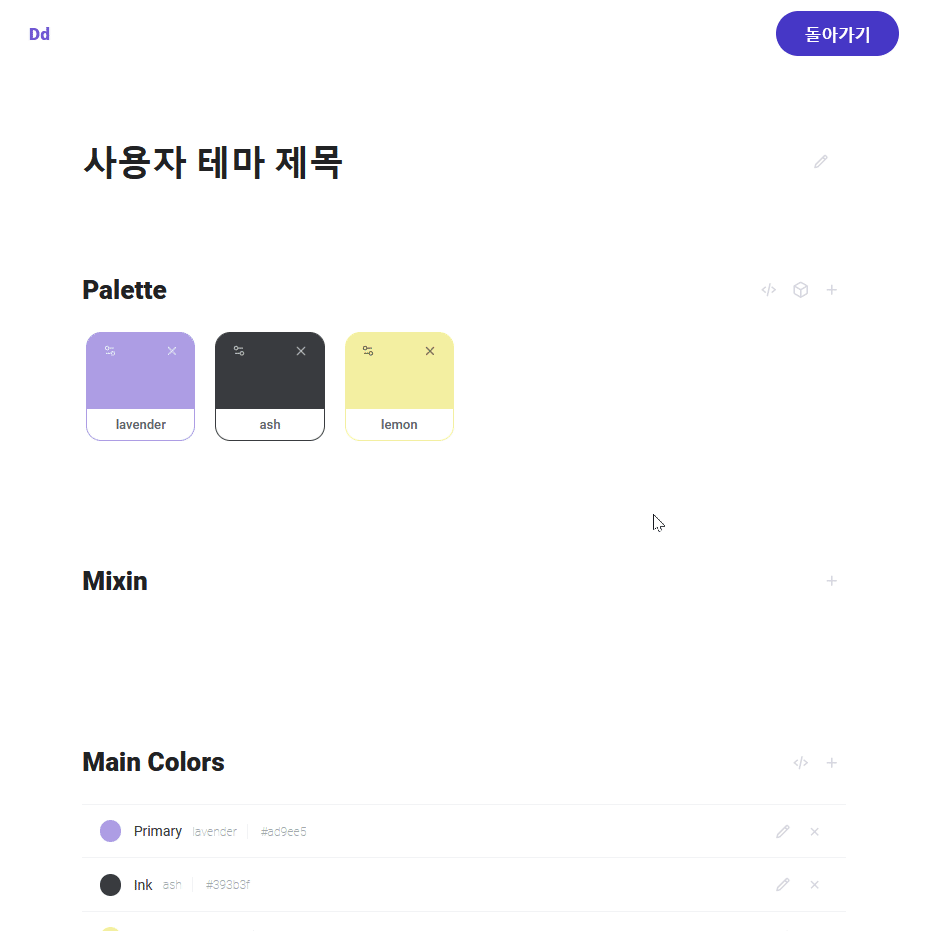 Dd
돌아가기
사용자 테마 제목
Palette
lavender
ash
lemon
Mixin
Main Colors
Primary lavender #ad9ee5
Ink ash #393b3f